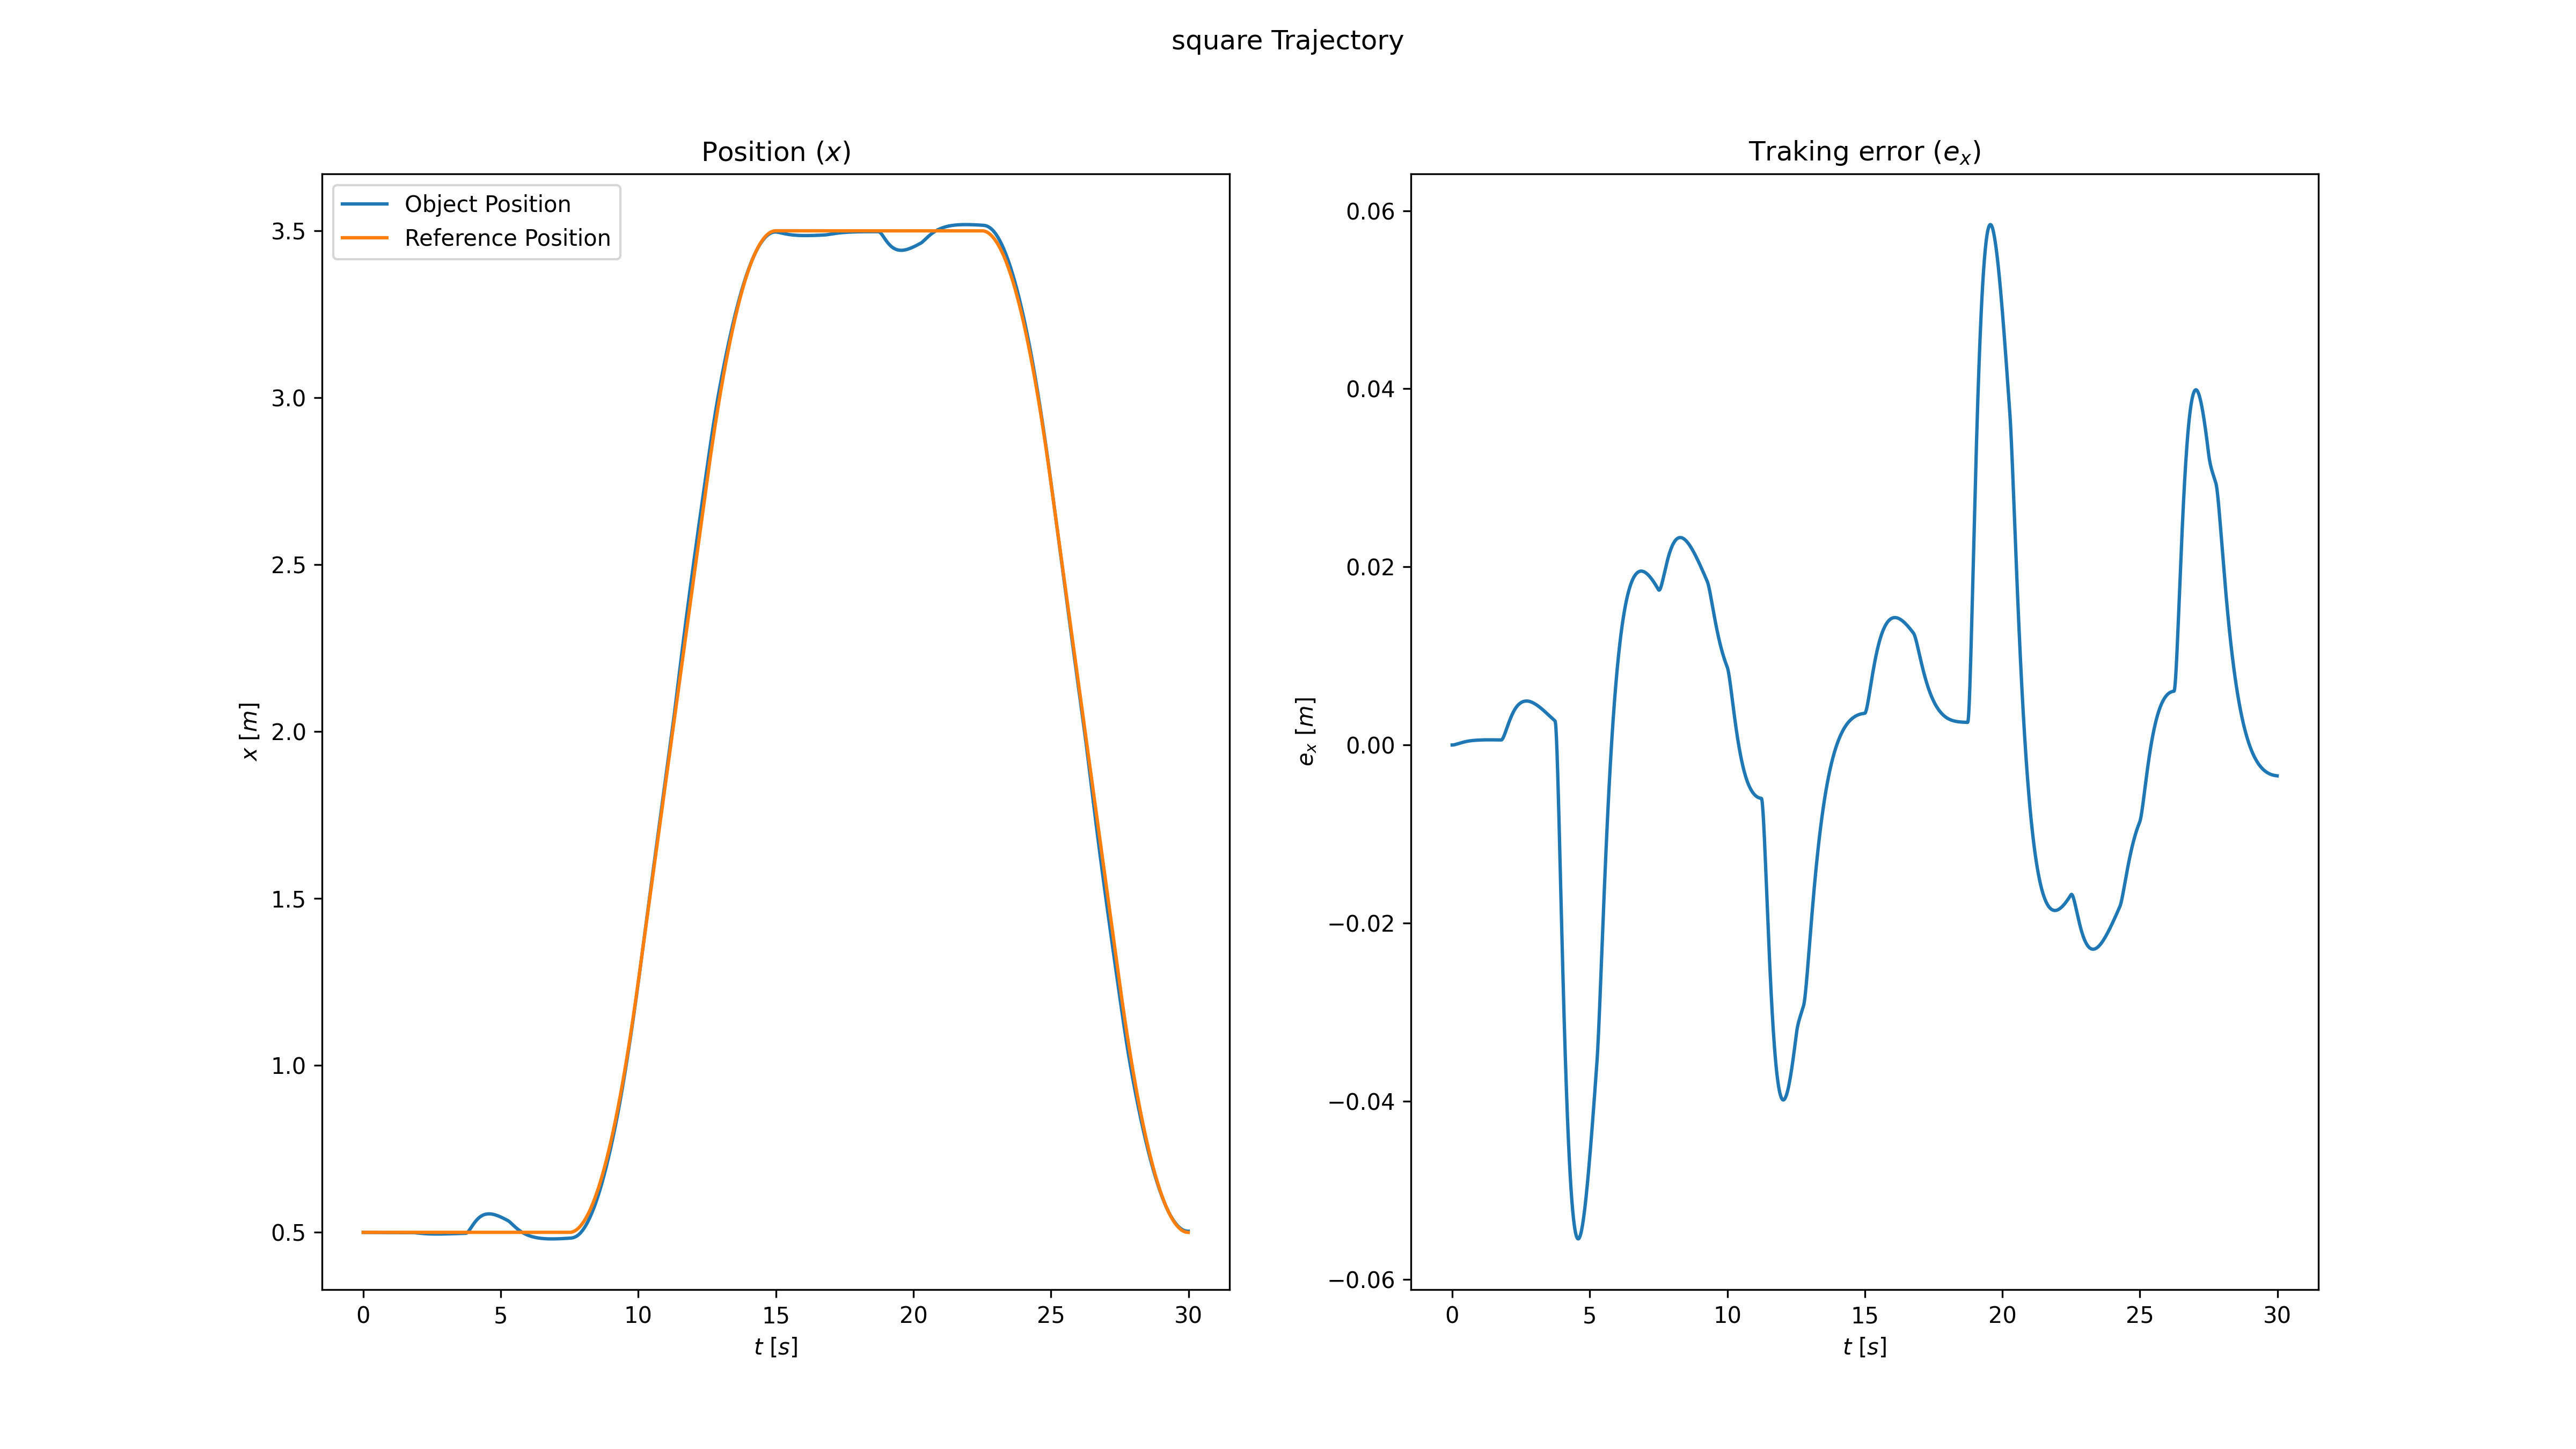 square Trajectory
Position (x)
Object Position
Reference Position
3.5
3.0
2.5
2.0
1.5
1.0
0.5
x [m]
0 5 10 15 20 25 30
t [s]
Traking error (eₓ)
0.06
0.04
0.02
0.00
−0.02
−0.04
−0.06
eₓ [m]
0 5 10 15 20 25 30
t [s]